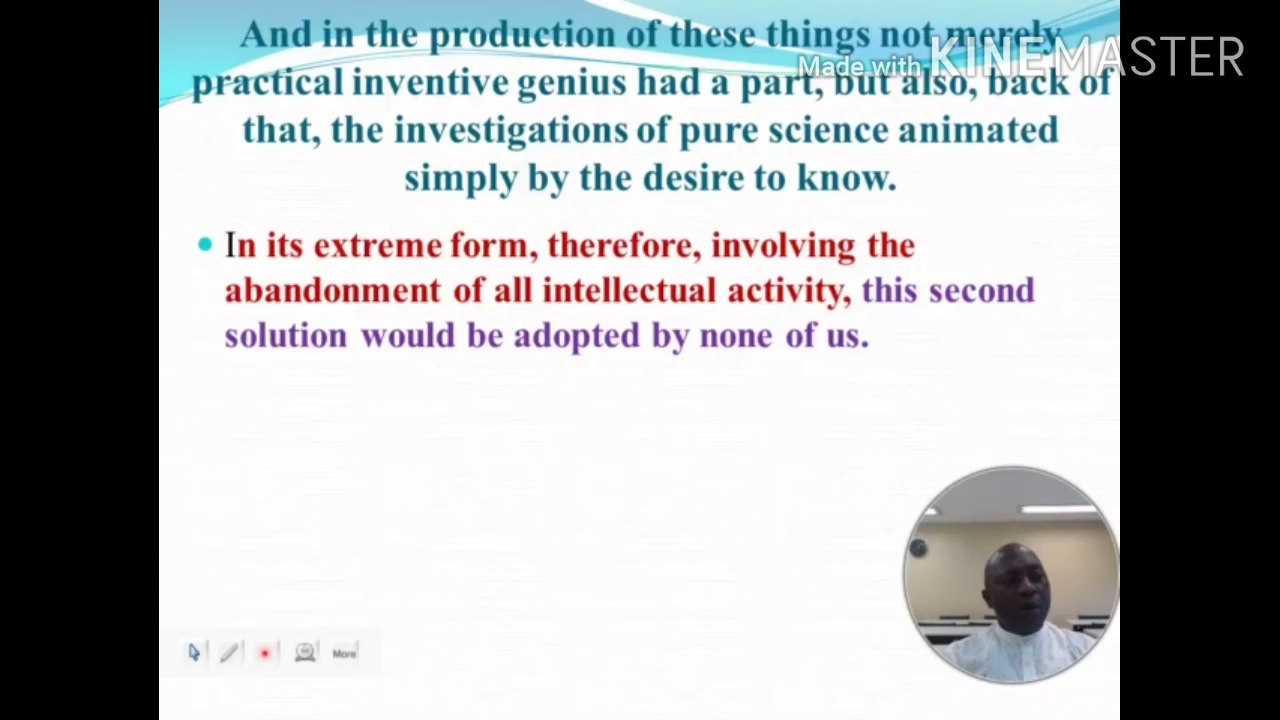 And in the production of these things not merely
Made with KINEMASTER
practical inventive genius had a part, but also, back of
that, the investigations of pure science animated
simply by the desire to know.
In its extreme form, therefore, involving the
abandonment of all intellectual activity, this second
solution would be adopted by none of us.
More